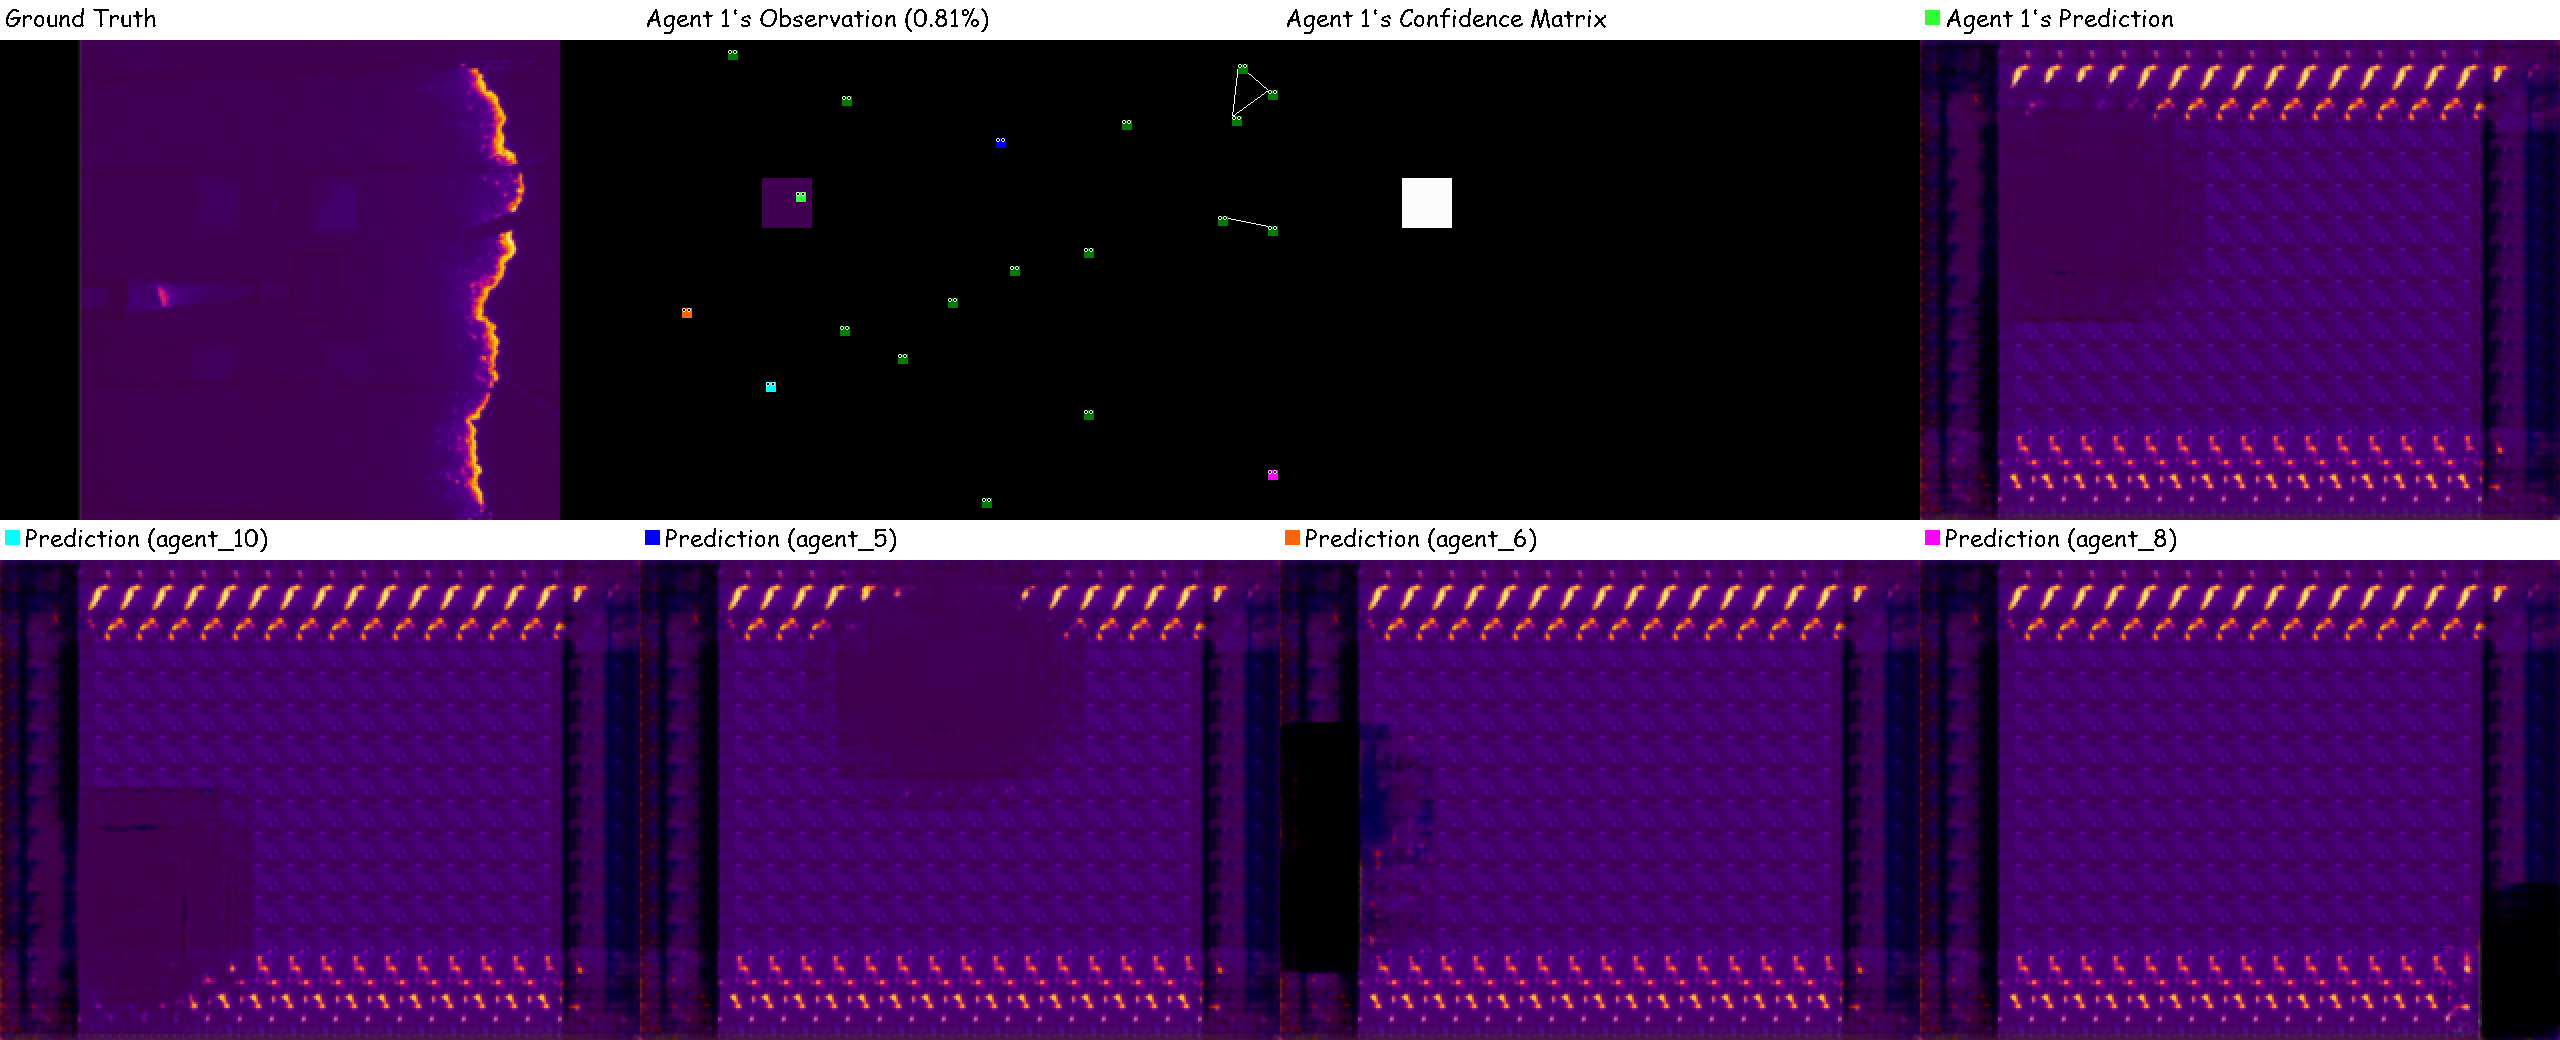 Ground Truth
Agent 1's Observation (0.81%)
Agent 1's Confidence Matrix
Agent 1's Prediction
Prediction (agent_10)
Prediction (agent_5)
Prediction (agent_6)
Prediction (agent_8)